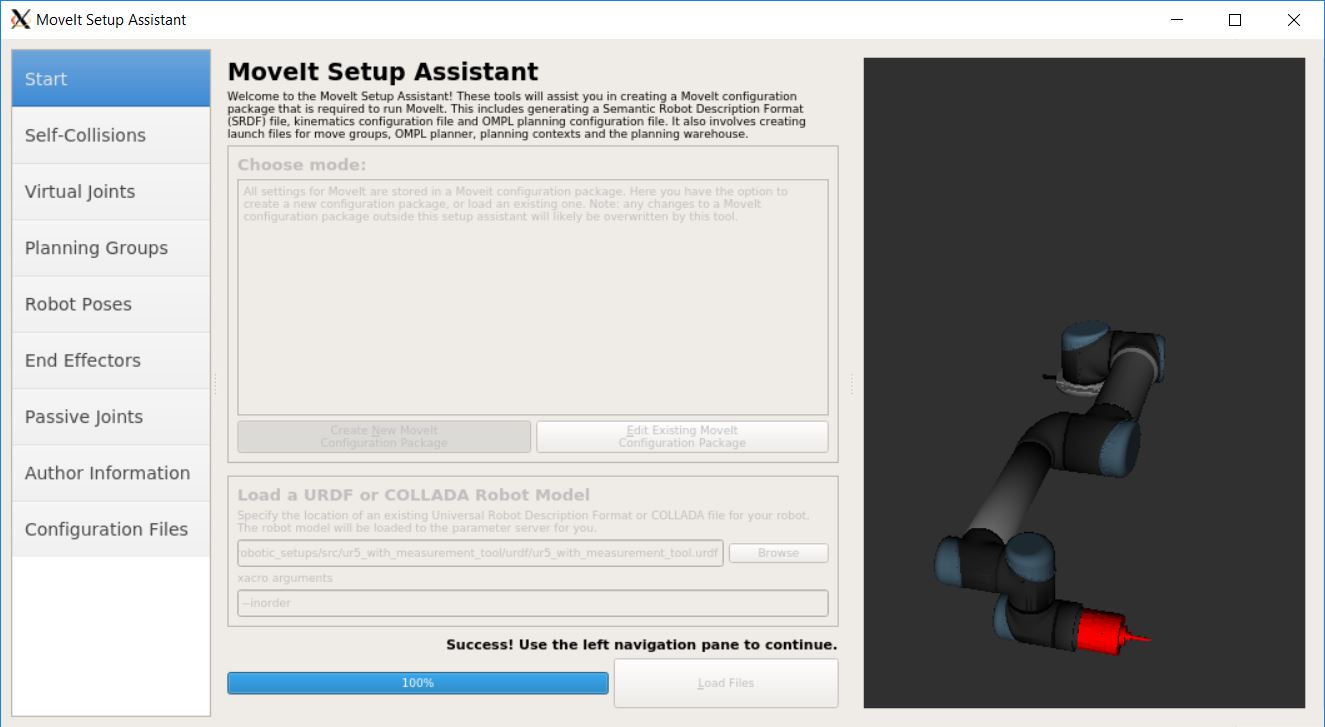 MoveIt Setup Assistant
Start
Self-Collisions
Virtual Joints
Planning Groups
Robot Poses
End Effectors
Passive Joints
Author Information
Configuration Files
MoveIt Setup Assistant
Welcome to the MoveIt Setup Assistant! These tools will assist you in creating a MoveIt configuration
package that is required to run MoveIt. This includes generating a Semantic Robot Description Format
(SRDF) file, kinematics configuration file and OMPL planning configuration file. It also involves creating
launch files for move groups, OMPL planner, planning contexts and the planning warehouse.
Choose mode:
All settings for MoveIt are stored in a Moveit configuration package. Here you have the option to
create a new configuration package, or load an existing one. Note: any changes to a MoveIt
configuration package outside this setup assistant will likely be overwritten by this tool.
Create New MoveIt
Configuration Package
Edit Existing MoveIt
Configuration Package
Load a URDF or COLLADA Robot Model
Specify the location of an existing Universal Robot Description Format or COLLADA file for your robot.
The robot model will be loaded to the parameter server for you.
obotic_setups/src/ur5_with_measurement_tool/urdf/ur5_with_measurement_tool.urdf
Browse
xacro arguments
--inorder
Success! Use the left navigation pane to continue.
100%
Load Files